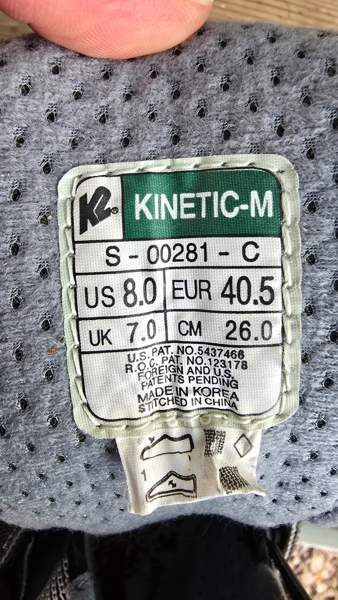 K2 KINETIC-M
S - 00281 - C
US 8.0 EUR 40.5
UK 7.0 CM 26.0
U.S. PAT. NO.5437466
R.O.C. PAT. NO.123178
FOREIGN AND U.S.
PATENTS PENDING
MADE IN KOREA
STITCHED IN CHINA
1